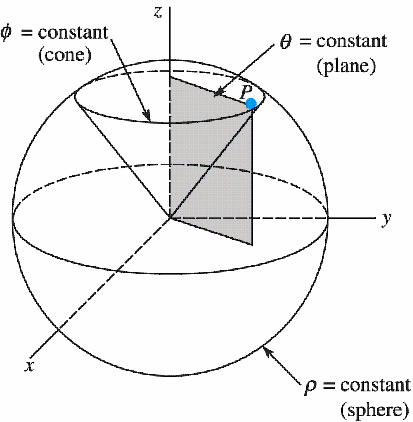 z
ϕ = constant
(cone)
θ = constant
(plane)
P
y
x
ρ = constant
(sphere)